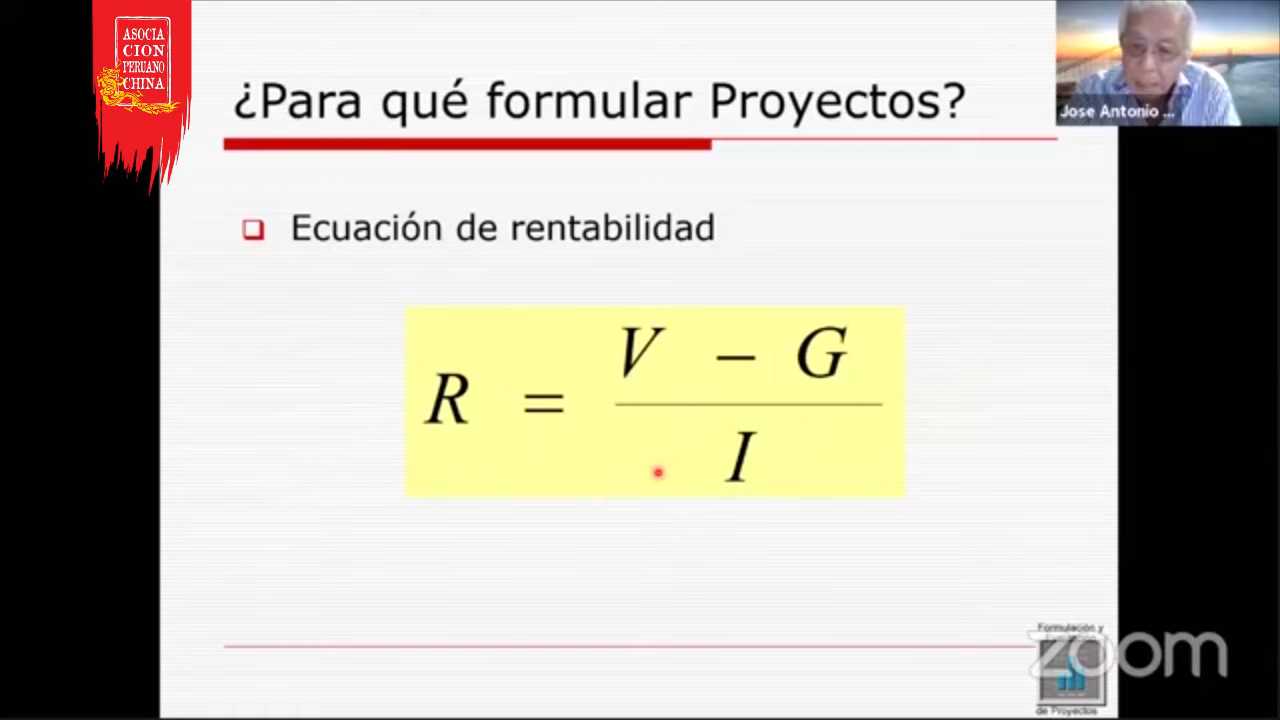 ASOCIA
CION
PERUANO
CHINA
¿Para qué formular Proyectos?
Jose Antonio ...
Ecuación de rentabilidad
R = V - G
I
Formulación y
zoom
de Proyectos